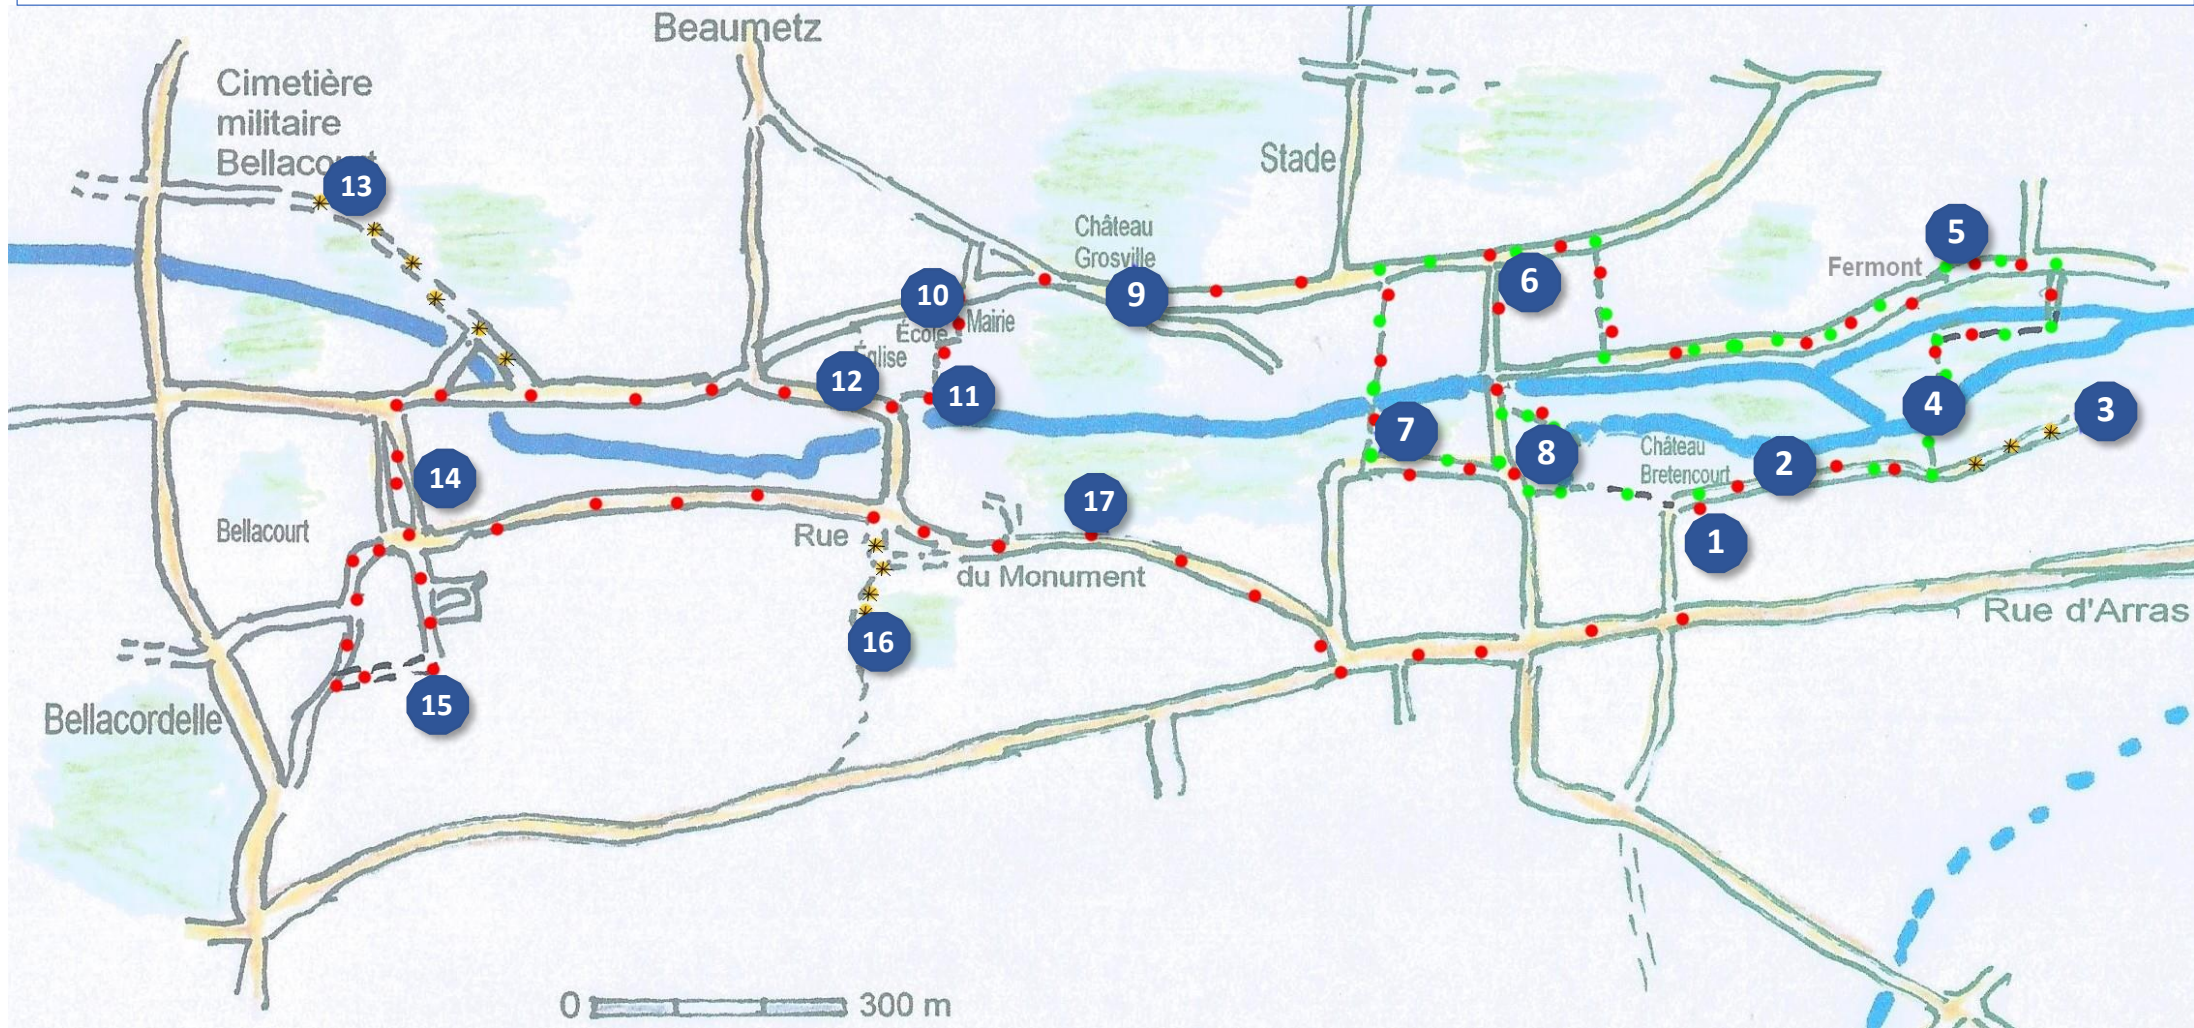 Beaumetz
Cimetière
militaire
Bellacourt
13
Stade
Château
Grosville
5
Fermont
6
9
10
Mairie
École
Église
12
11
4
3
7
8
Château
Bretencourt
2
14
17
1
Bellacourt
Rue
du Monument
Rue d'Arras
16
15
Bellacordelle
0
300 m